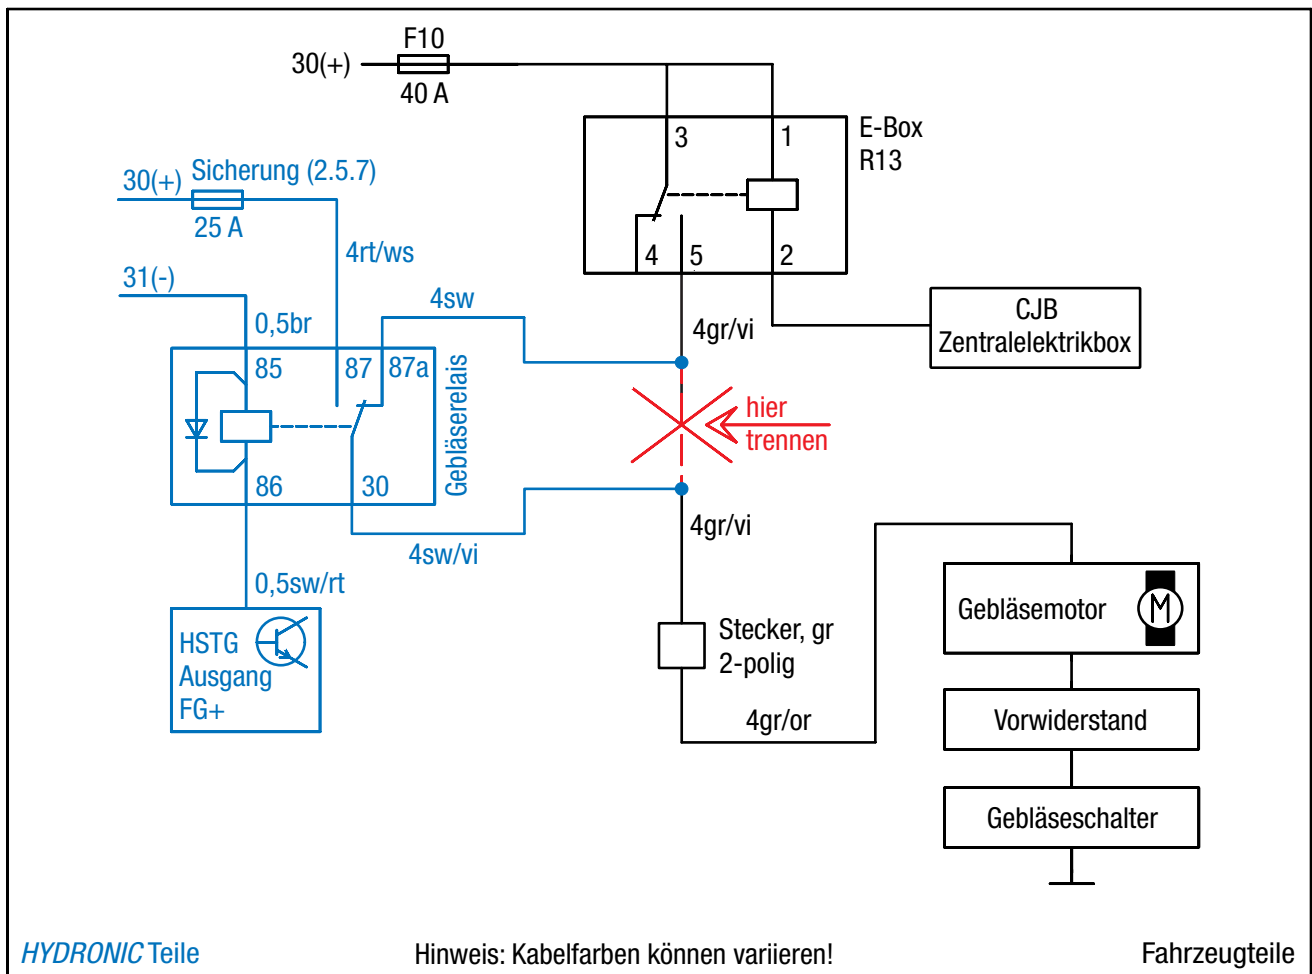 F10
30(+)
40 A
E-Box
R13
3
1
4
5
2
Sicherung (2.5.7)
30(+)
25 A
4rt/ws
31(-)
4sw
0,5br
4gr/vi
CJB
Zentralelektrikbox
85
87
87a
Gebläserelais
86
30
hier
trennen
4sw/vi
4gr/vi
0,5sw/rt
HSTG
Ausgang
FG+
Stecker, gr
2-polig
4gr/or
Gebläsemotor
M
Vorwiderstand
Gebläseschalter
HYDRONIC Teile
Hinweis: Kabelfarben können variieren!
Fahrzeugteile